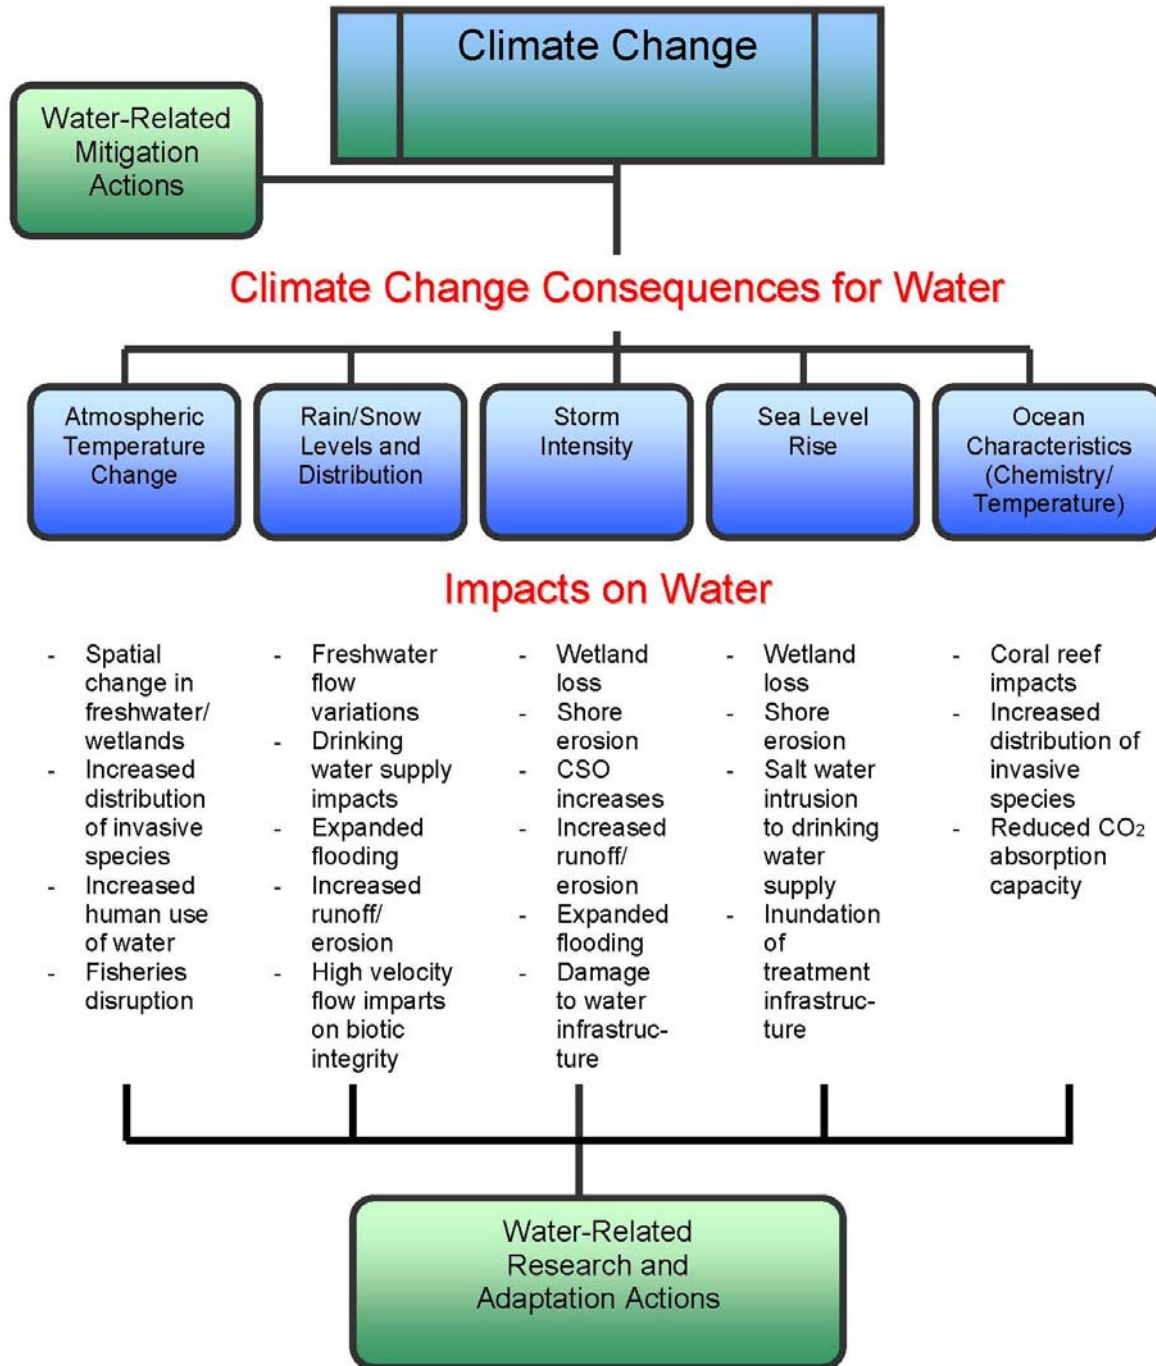 Climate Change
Water-Related
Mitigation
Actions
Climate Change Consequences for Water
Atmospheric
Temperature
Change
Rain/Snow
Levels and
Distribution
Storm
Intensity
Sea Level
Rise
Ocean
Characteristics
(Chemistry/
Temperature)
Impacts on Water
- Spatial
change in
freshwater/
wetlands
- Increased
distribution
of invasive
species
- Increased
human use
of water
- Fisheries
disruption
- Freshwater
flow
variations
- Drinking
water supply
impacts
- Expanded
flooding
- Increased
runoff/
erosion
- High velocity
flow imparts
on biotic
integrity
- Wetland
loss
- Shore
erosion
- CSO
increases
- Increased
runoff/
erosion
- Expanded
flooding
- Damage
to water
infrastruc-
ture
- Wetland
loss
- Shore
erosion
- Salt water
intrusion
to drinking
water
supply
- Inundation
of
treatment
infrastruc-
ture
- Coral reef
impacts
- Increased
distribution of
invasive
species
- Reduced CO₂
absorption
capacity
Water-Related
Research and
Adaptation Actions